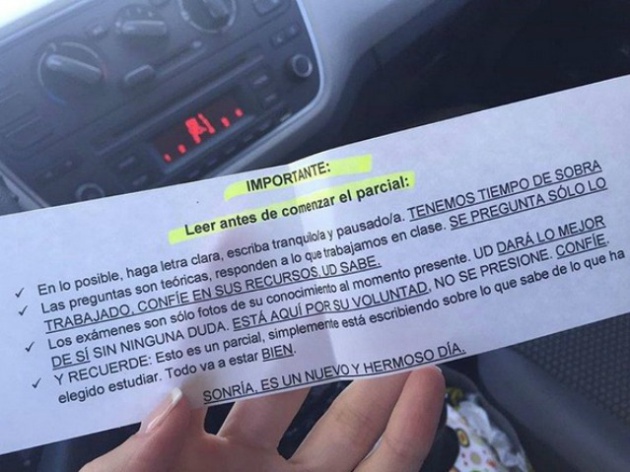 IMPORTANTE:
Leer antes de comenzar el parcial:
✓ En lo posible, haga letra clara, escriba tranquilo/a y pausado/a. TENEMOS TIEMPO DE SOBRA
✓ Las preguntas son teóricas, responden a lo que trabajamos en clase. SE PREGUNTA SÓLO LO
TRABAJADO, CONFÍE EN SUS RECURSOS.UD SABE.
✓ Los exámenes son sólo fotos de su conocimiento al momento presente. UD DARÁ LO MEJOR
DE SÍ SIN NINGUNA DUDA. ESTÁ AQUÍ POR SU VOLUNTAD, NO SE PRESIONE. CONFÍE.
✓ Y RECUERDE: Esto es un parcial, simplemente está escribiendo sobre lo que sabe de lo que ha
elegido estudiar. Todo va a estar BIEN.
SONRÍA, ES UN NUEVO Y HERMOSO DÍA.